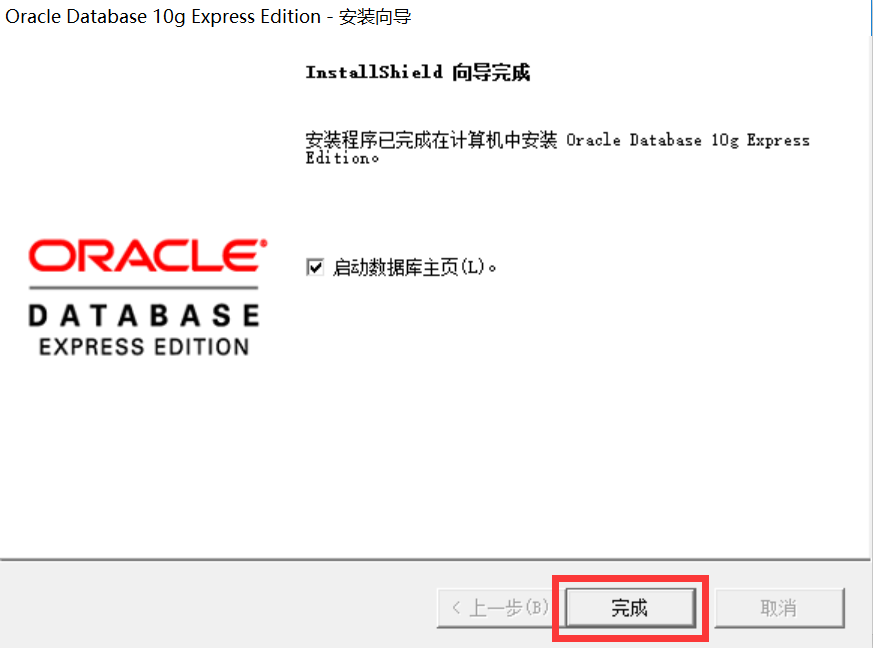 Oracle Database 10g Express Edition - 安装向导
InstallShield 向导完成
安装程序已完成在计算机中安装 Oracle Database 10g Express
Edition。
ORACLE
DATABASE
EXPRESS EDITION
启动数据库主页(L)。
< 上一步(B)
完成
取消